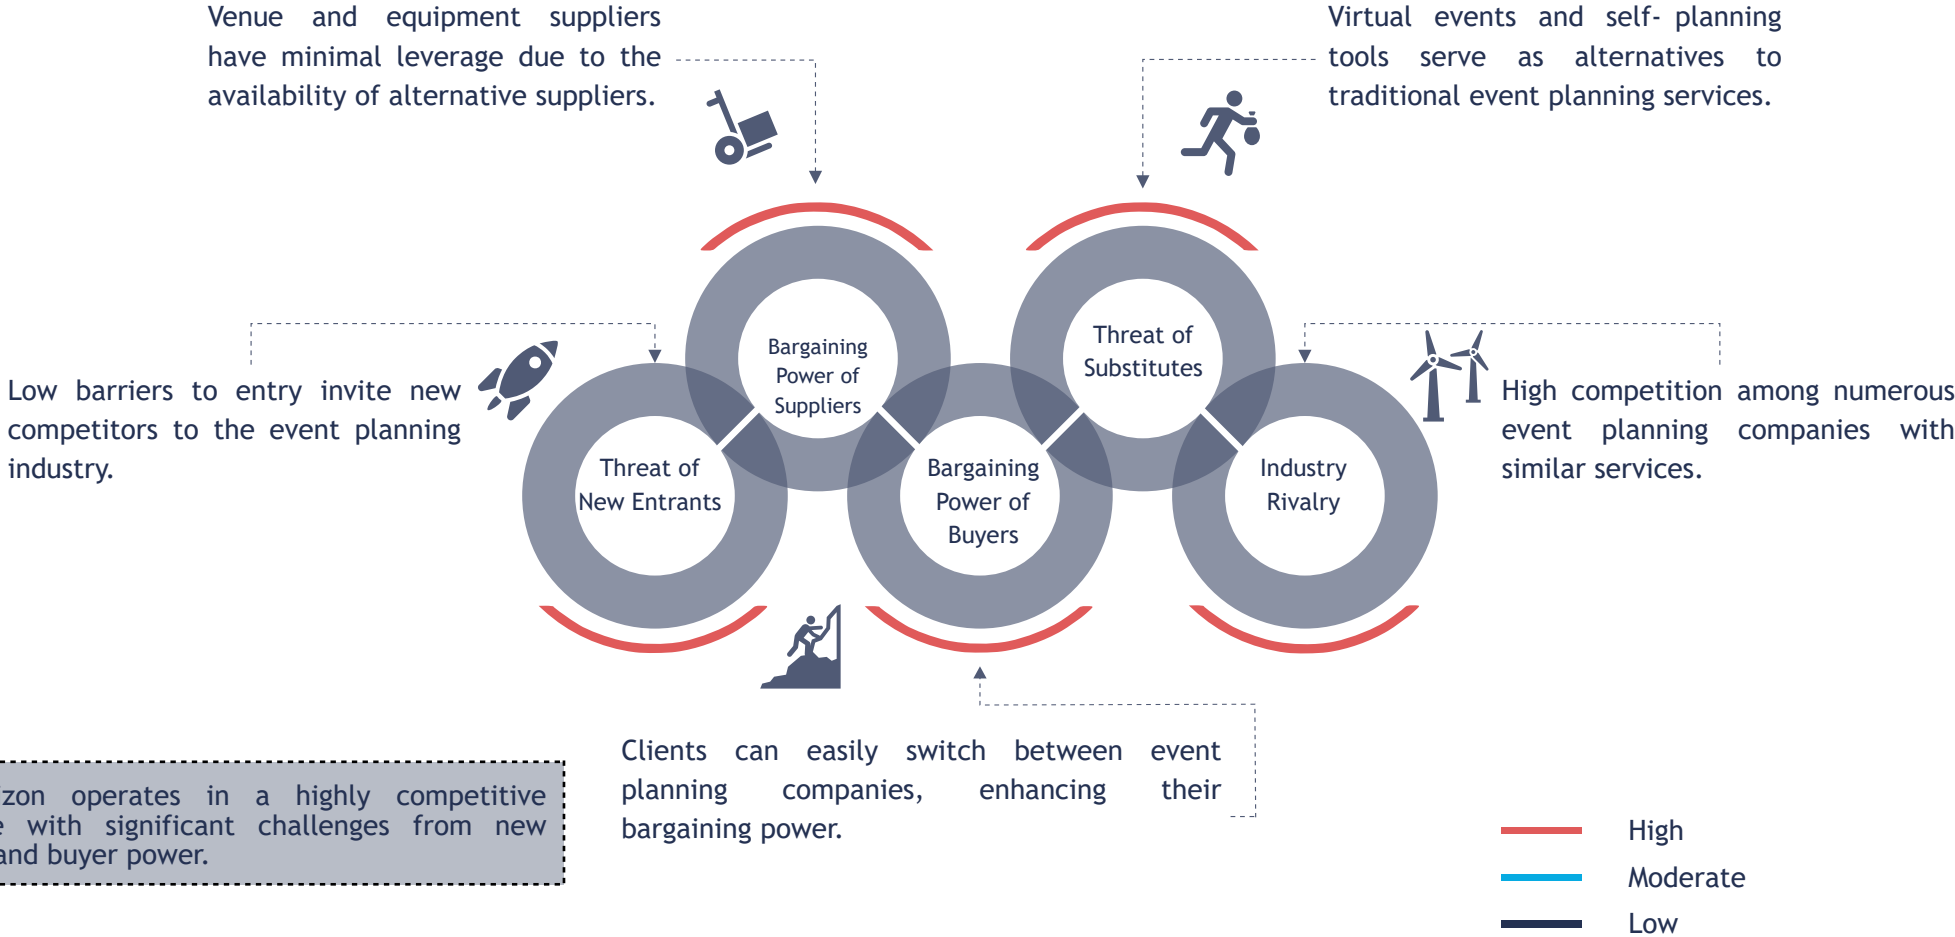 Venue and equipment suppliers
have minimal leverage due to the
availability of alternative suppliers.
Virtual events and self- planning
tools serve as alternatives to
traditional event planning services.
Low barriers to entry invite new
competitors to the event planning
industry.
Bargaining
Power of
Suppliers
Threat of
Substitutes
High competition among numerous
event planning companies with
similar services.
Threat of
New Entrants
Bargaining
Power of
Buyers
Industry
Rivalry
Clients can easily switch between event
planning companies, enhancing their
bargaining power.
operates in a highly competitive
with significant challenges from new
and buyer power.
High
Moderate
Low